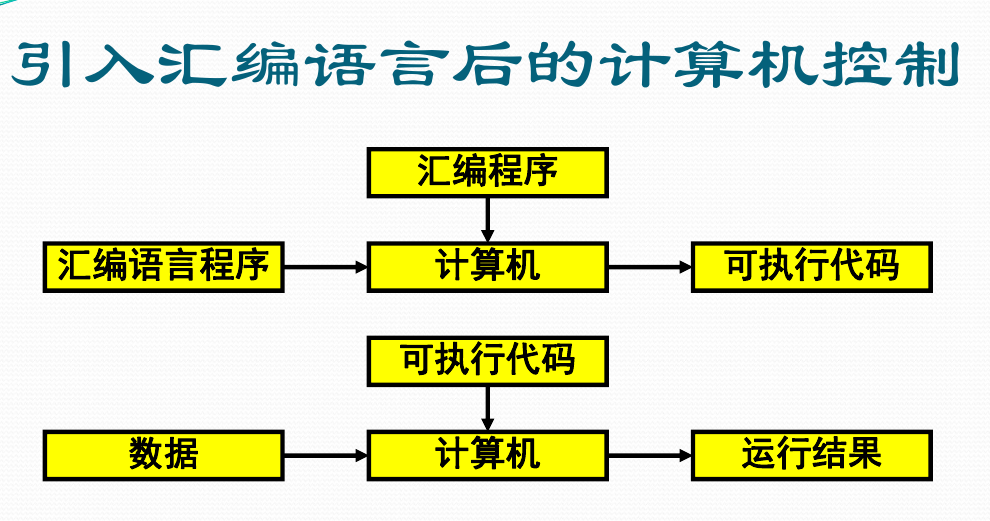 引入汇编语言后的计算机控制
汇编程序
汇编语言程序
计算机
可执行代码
可执行代码
数据
计算机
运行结果